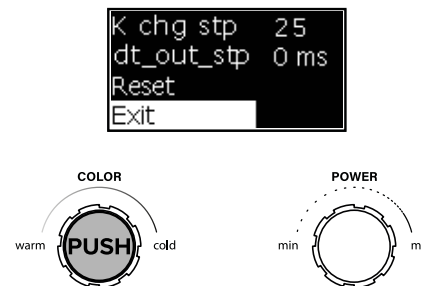 K chg stp 25
dt_out_stp 0 ms
Reset
Exit
COLOR POWER
warm PUSH cold min m